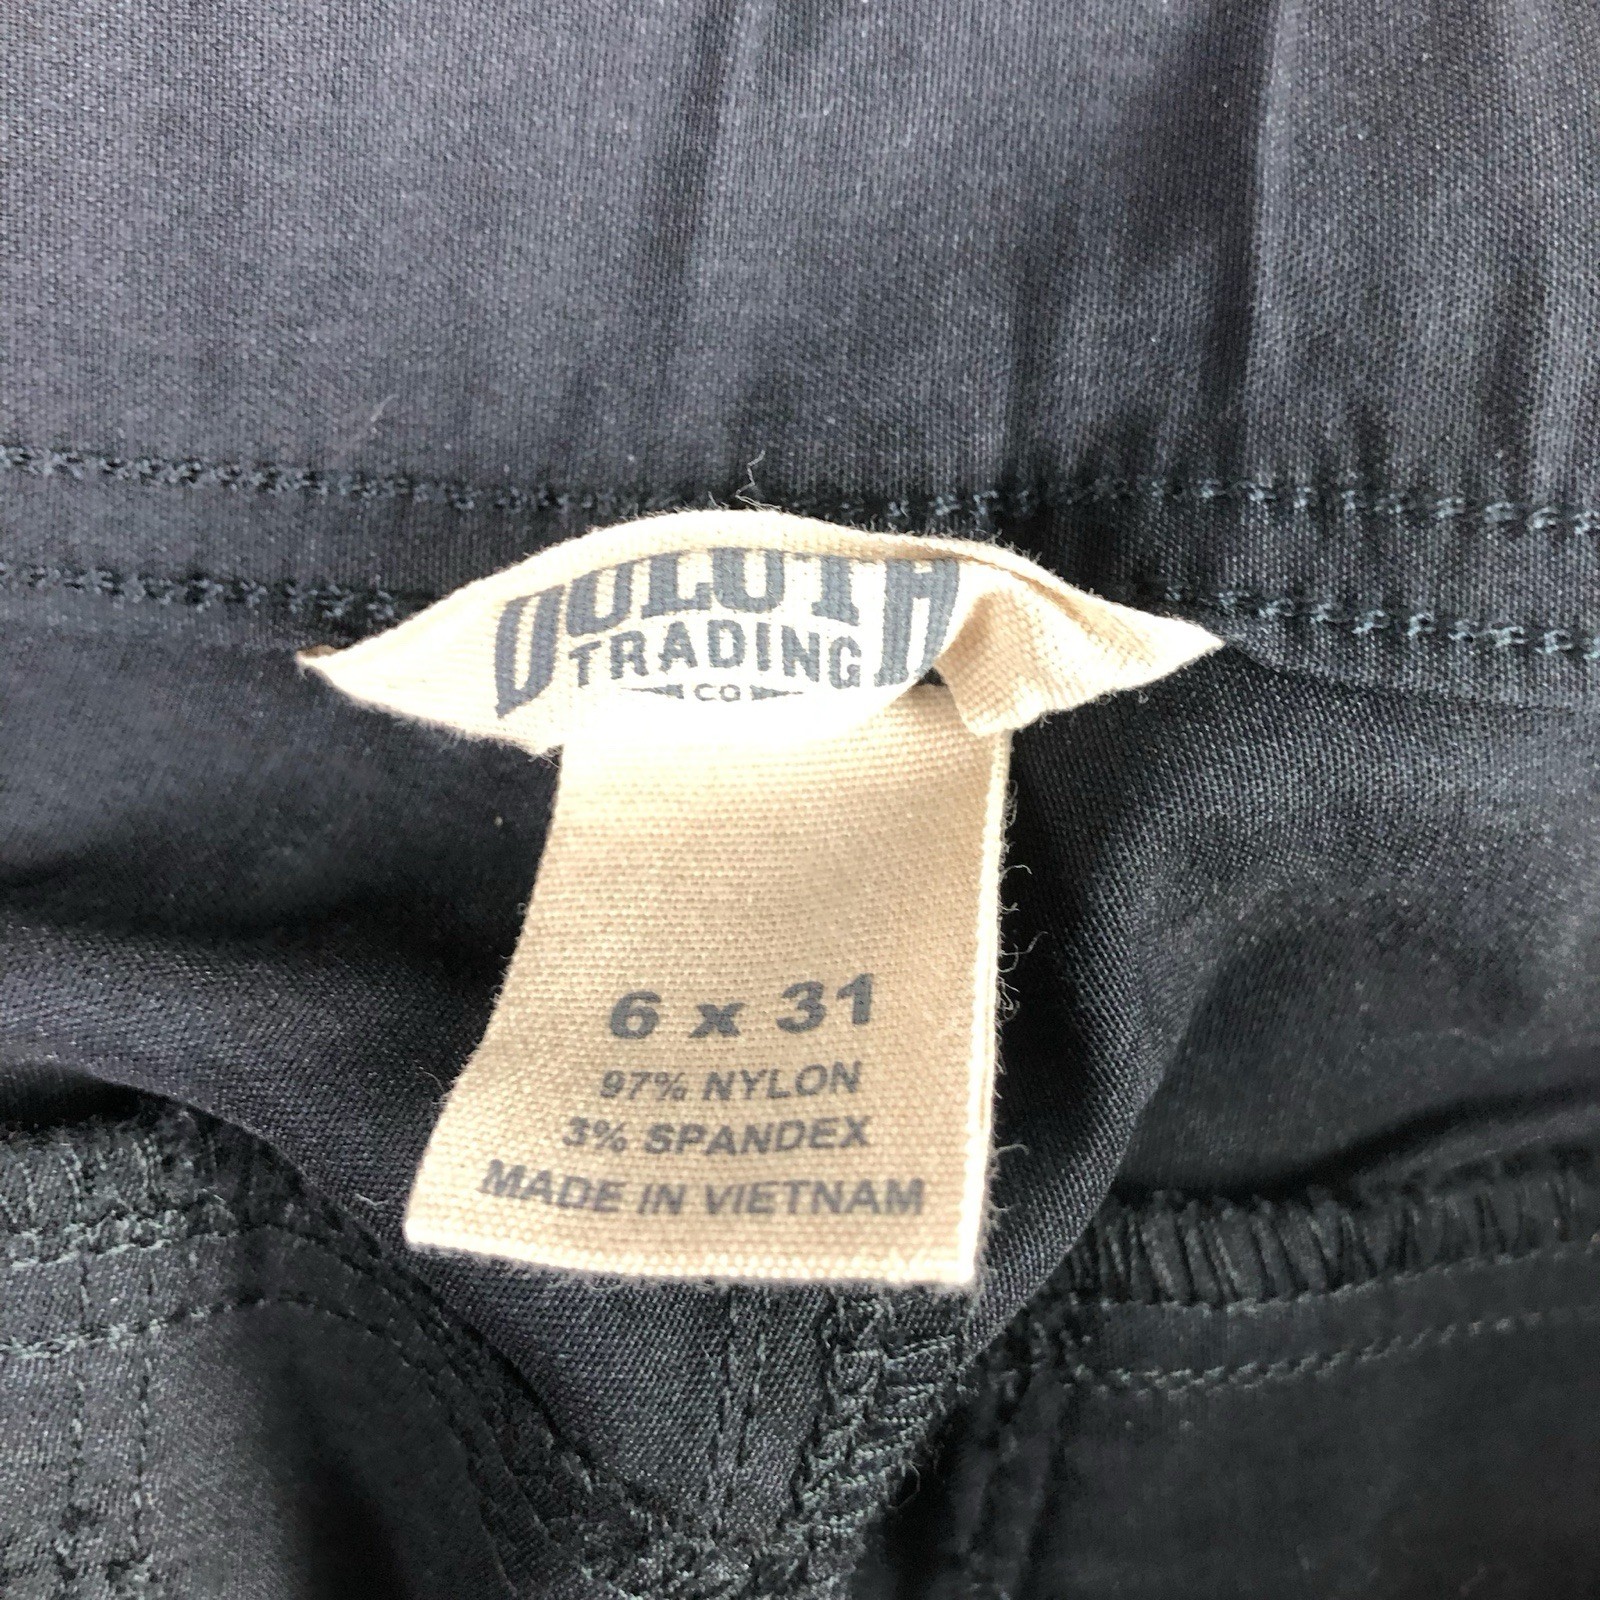 DULUTH
TRADING
CO
6 x 31
97% NYLON
3% SPANDEX
MADE IN VIETNAM